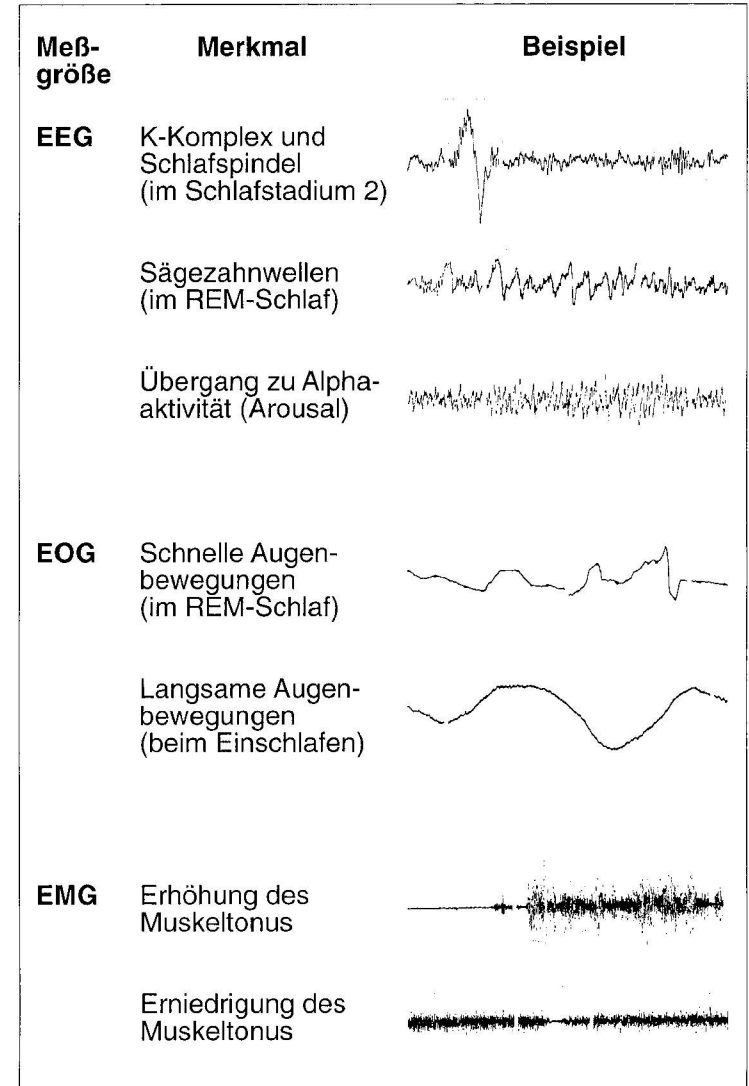 Meß-
größe
Merkmal
Beispiel
EEG
K-Komplex und
Schlafspindel
(im Schlafstadium 2)
Sägezahnwellen
(im REM-Schlaf)
Übergang zu Alpha-
aktivität (Arousal)
EOG
Schnelle Augen-
bewegungen
(im REM-Schlaf)
Langsame Augen-
bewegungen
(beim Einschlafen)
EMG
Erhöhung des
Muskeltonus
Erniedrigung des
Muskeltonus